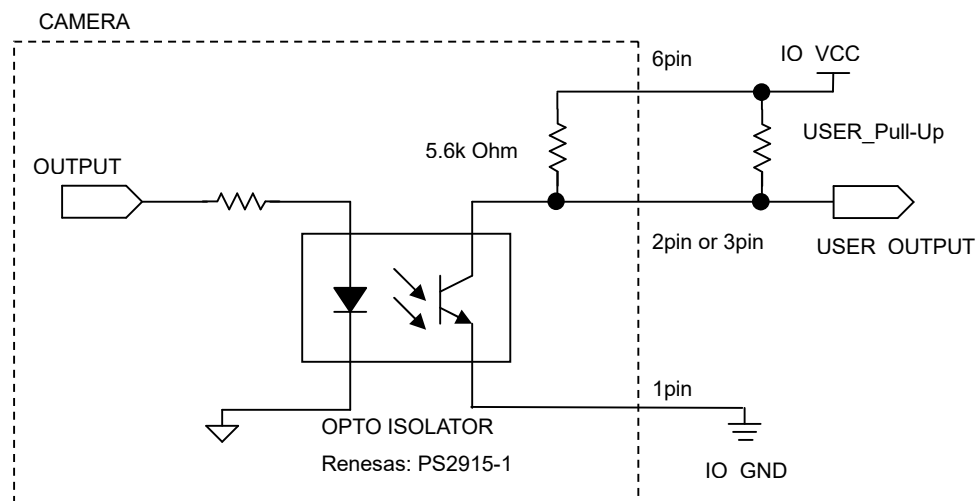 CAMERA
6pin
IO VCC
5.6k Ohm
USER_Pull-Up
OUTPUT
2pin or 3pin
USER OUTPUT
1pin
OPTO ISOLATOR
Renesas: PS2915-1
IO GND